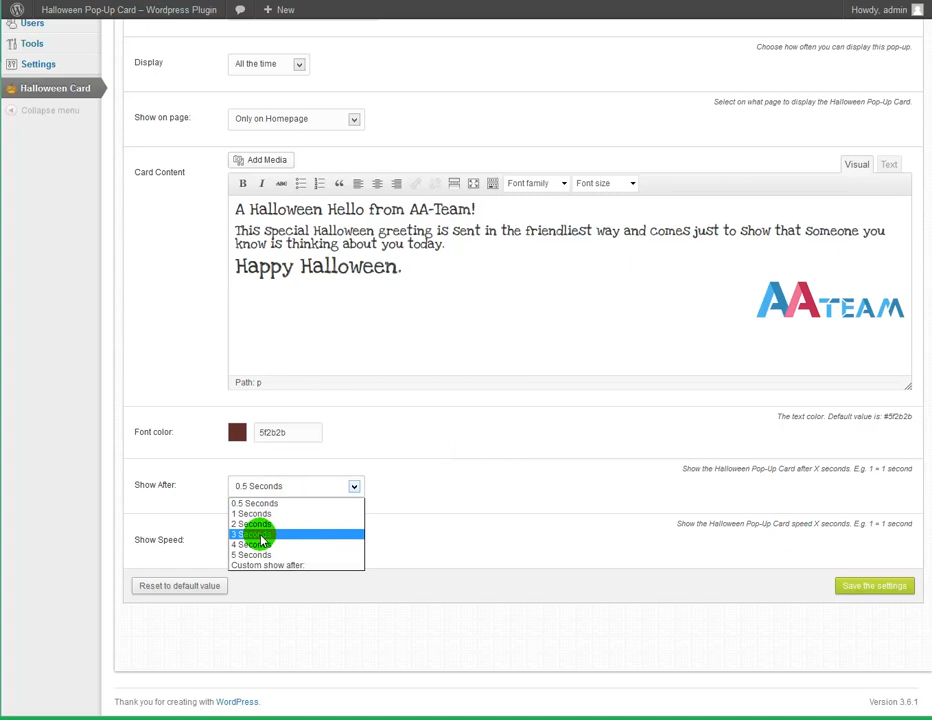 Halloween Pop-Up Card – Wordpress Plugin
New
Howdy, admin
Users
Tools
Settings
Halloween Card
Collapse menu
Choose how often you can display this pop-up.
Display
All the time
Select on what page to display the Halloween Pop-Up Card.
Show on page:
Only on Homepage
Card Content
Add Media
Visual
Text
B I ABC
Font family
Font size
A Halloween Hello from AA-Team!
This special Halloween greeting is sent in the friendliest way and comes just to show that someone you
know is thinking about you today.
Happy Halloween.
AATEAM
Path: p
The text color. Default value is: #5f2b2b
Font color:
5f2b2b
Show the Halloween Pop-Up Card after X seconds. E.g. 1 = 1 second
Show After:
0.5 Seconds
0.5 Seconds
1 Seconds
2 Seconds
3 Seconds
4 Seconds
5 Seconds
Custom show after:
Show the Halloween Pop-Up Card speed X seconds. E.g. 1 = 1 second
Show Speed:
Reset to default value
Save the settings
Thank you for creating with WordPress.
Version 3.6.1